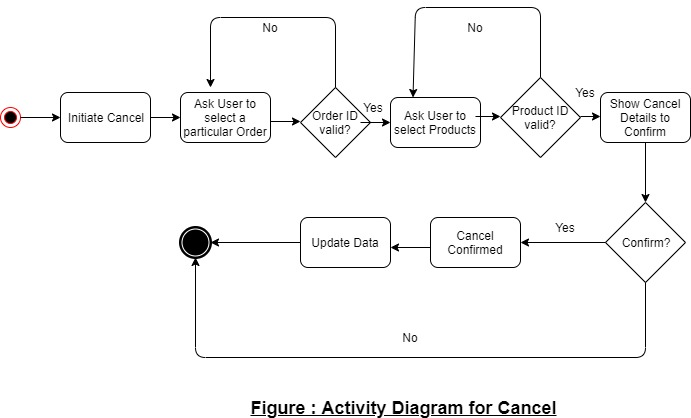 No
No
Initiate Cancel
Ask User to
select a
particular Order
Order ID
valid?
Yes
Ask User to
select Products
Product ID
valid?
Yes
Show Cancel
Details to
Confirm
Confirm?
Yes
Cancel
Confirmed
Update Data
No
Figure : Activity Diagram for Cancel